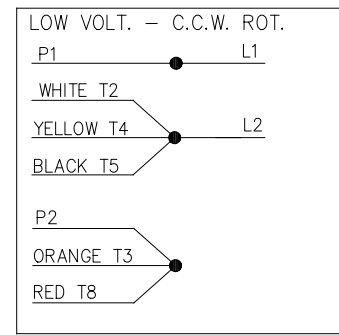 LOW VOLT. – C.C.W. ROT.
P1 L1
WHITE T2
YELLOW T4 L2
BLACK T5
P2
ORANGE T3
RED T8